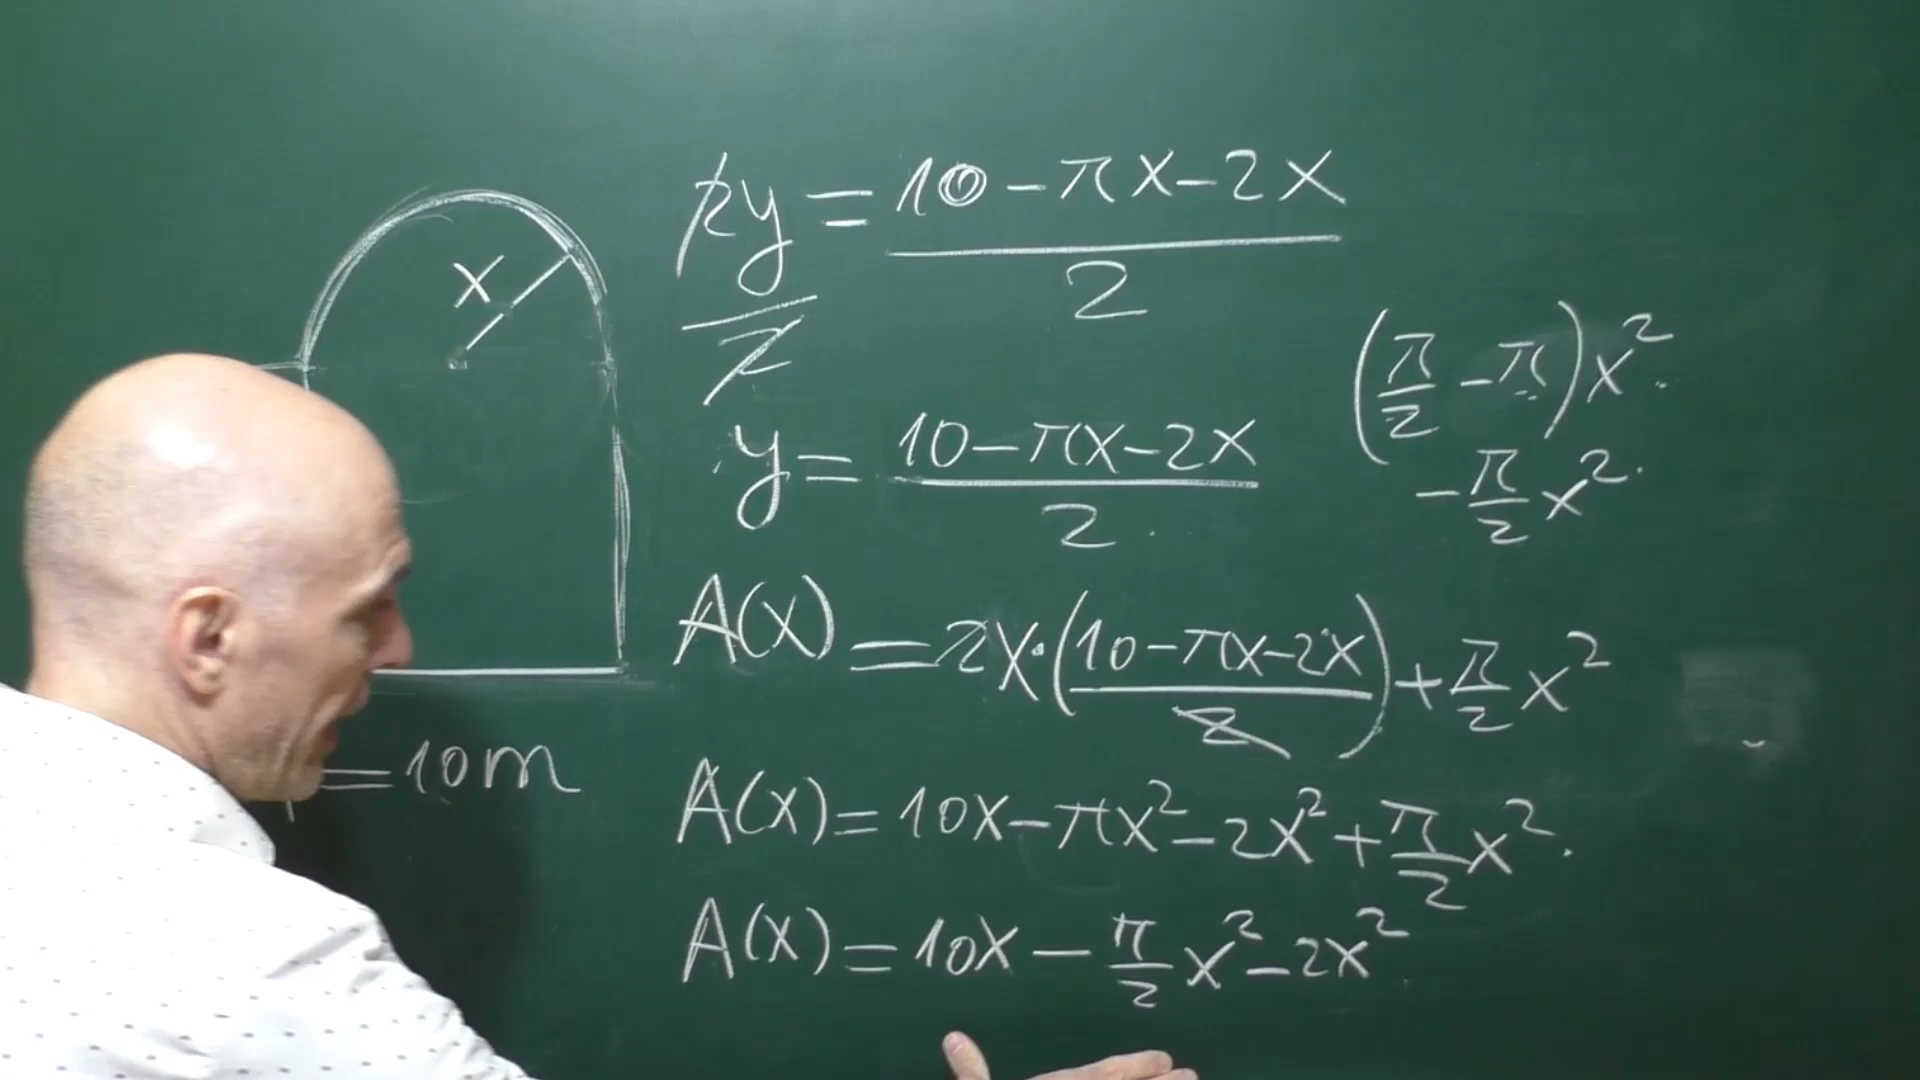 x
= 10m
2y/2 = (10 - πx - 2x)/2
y = (10 - πx - 2x)/2
(π/2 - π)x²
-π/2 x²
A(x) = 2x·((10 - πx - 2x)/2) + π/2 x²
A(x) = 10x - πx² - 2x² + π/2 x²
A(x) = 10x - π/2 x² - 2x²